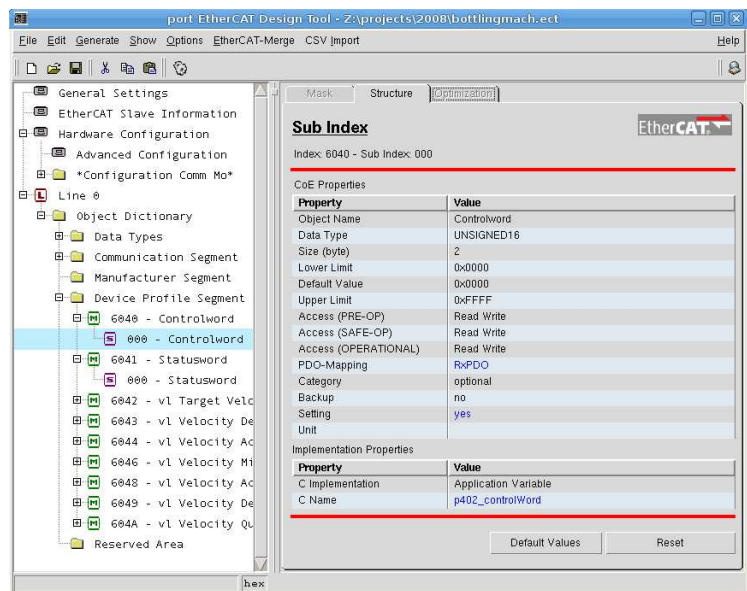 port EtherCAT Design Tool - Z:\projects\2008\bottlingmach.ect
File Edit Generate Show Options EtherCAT-Merge CSV Import Help
General Settings
EtherCAT Slave Information
Hardware Configuration
Advanced Configuration
*Configuration Comm Mo*
L Line 0
Object Dictionary
Data Types
Communication Segment
Manufacturer Segment
Device Profile Segment
M 6040 - Controlword
S 000 - Controlword
M 6041 - Statusword
S 000 - Statusword
M 6042 - vl Target Velc
M 6043 - vl Velocity De
M 6044 - vl Velocity Ac
M 6046 - vl Velocity Mi
M 6048 - vl Velocity Ac
M 6049 - vl Velocity De
M 604A - vl Velocity Qu
Reserved Area
hex
Mask Structure Optimization
Sub Index
EtherCAT
Index: 6040 - Sub Index: 000
CoE Properties
Property Value
Object Name Controlword
Data Type UNSIGNED16
Size (byte) 2
Lower Limit 0x0000
Default Value 0x0000
Upper Limit 0xFFFF
Access (PRE-OP) Read Write
Access (SAFE-OP) Read Write
Access (OPERATIONAL) Read Write
PDO-Mapping RxPDO
Category optional
Backup no
Setting yes
Unit
Implementation Properties
Property Value
C Implementation Application Variable
C Name p402_controlWord
Default Values Reset